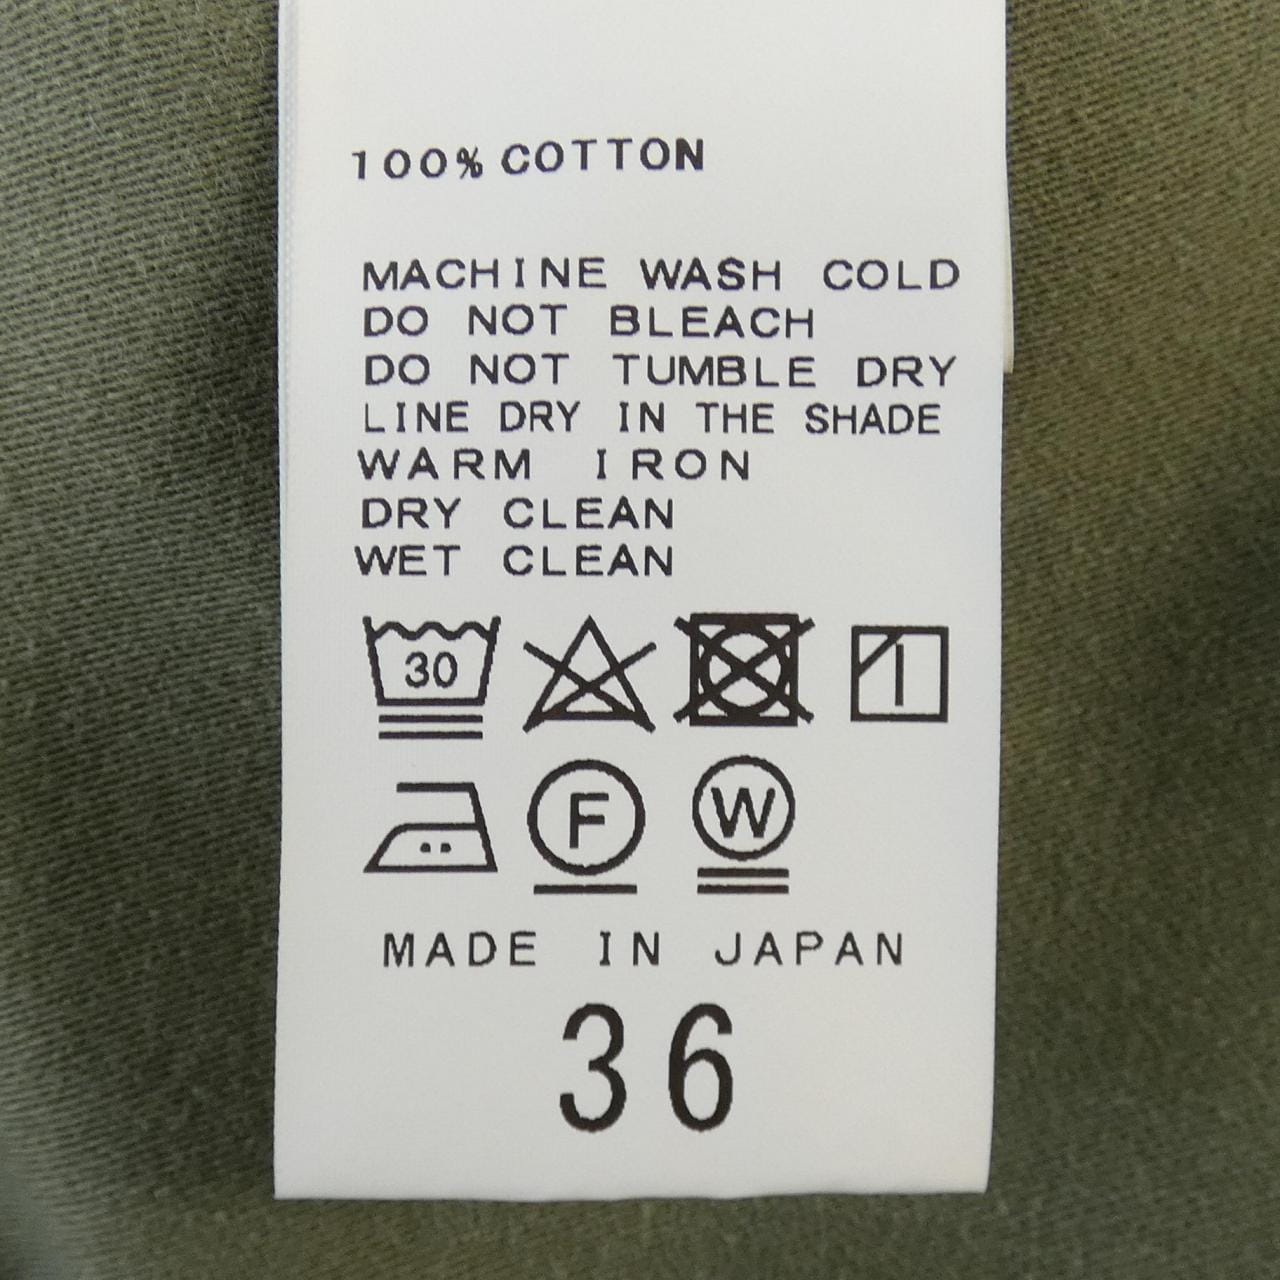 100% COTTON
MACHINE WASH COLD
DO NOT BLEACH
DO NOT TUMBLE DRY
LINE DRY IN THE SHADE
WARM IRON
DRY CLEAN
WET CLEAN
30
F W
MADE IN JAPAN
36